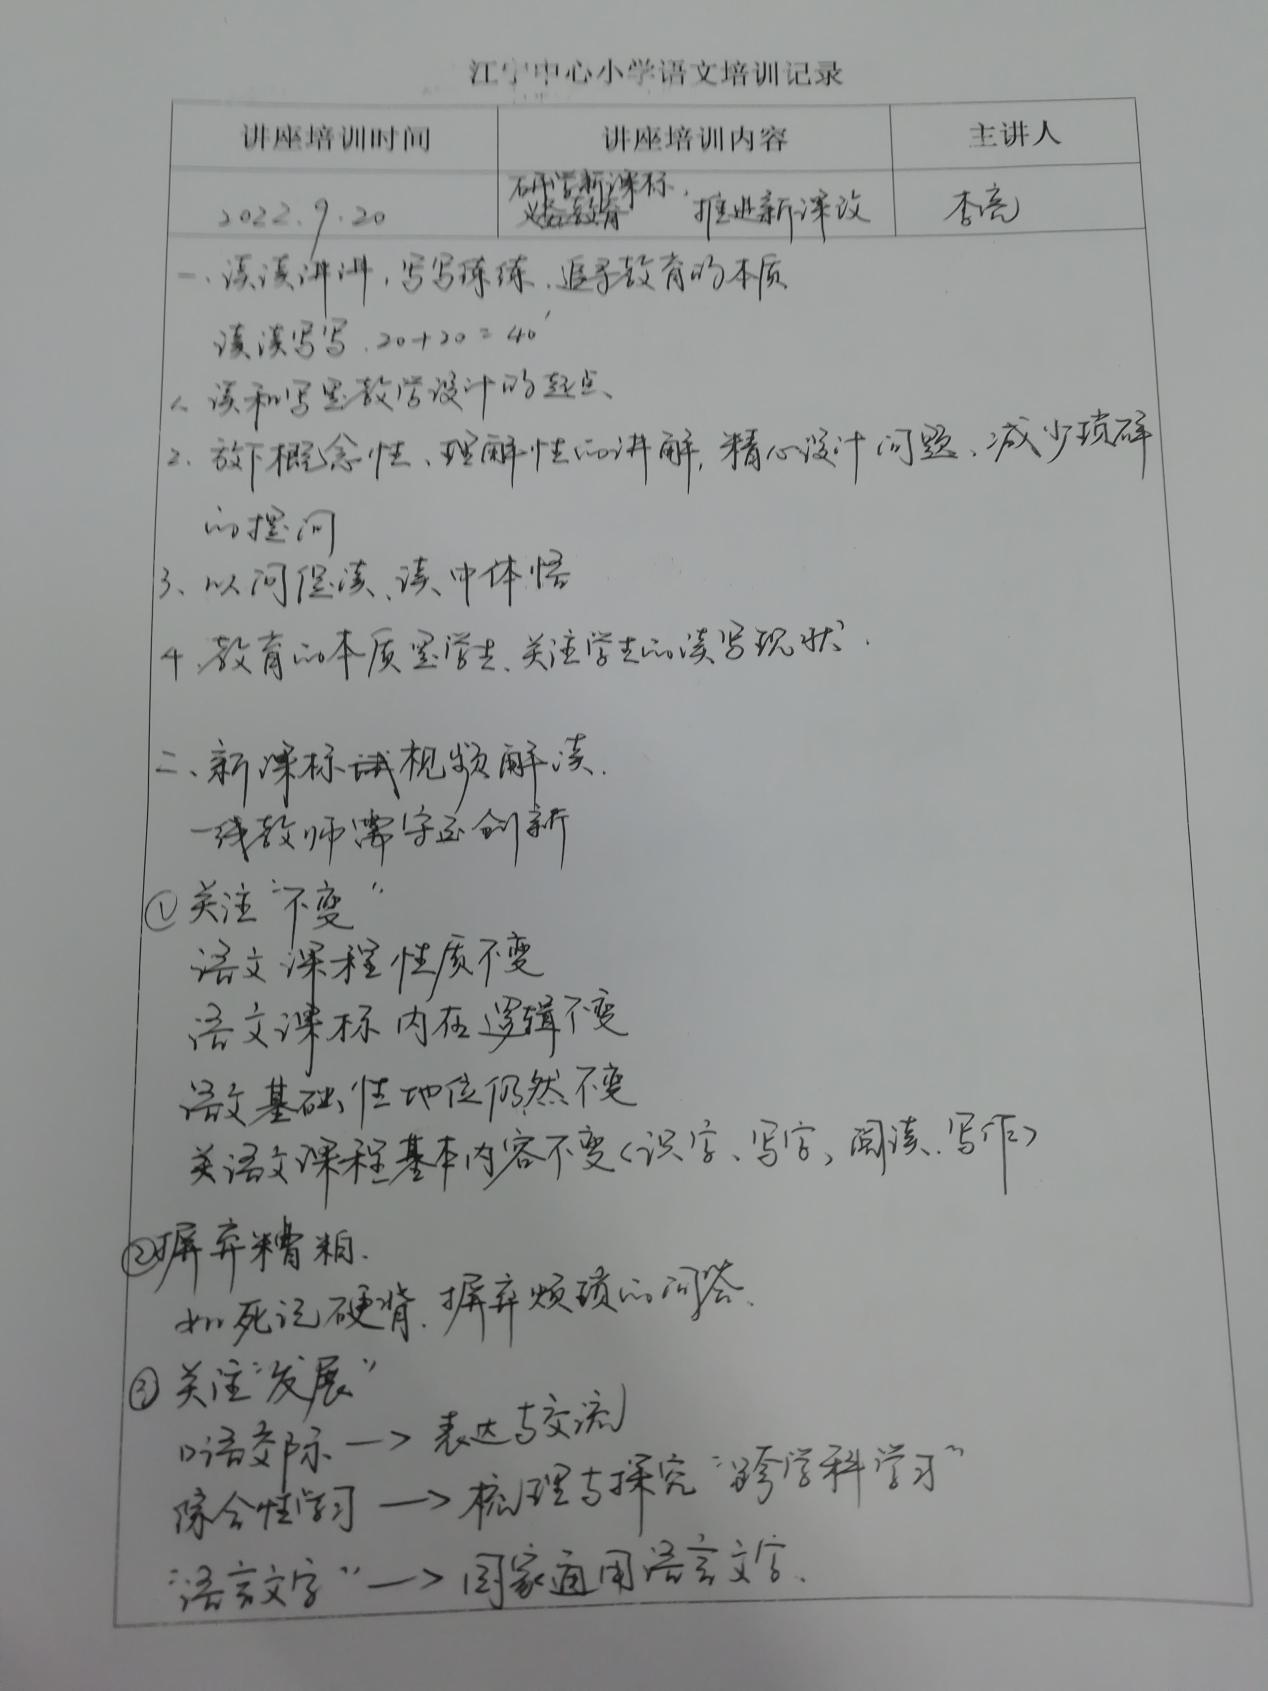 江宁中心小学语文培训记录
讲座培训时间 讲座培训内容 主讲人
2022.9.20 研学新课标, 推进新课改 李亮
一、读读讲讲,写写练练、追寻教育的本质
读读写写.20+20=40′
1、读和写是教学设计的起点、
2、放下概念性、理解性的讲解,精心设计问题、减少琐碎
的提问
3、以问促读、读中体悟
4、教育的本质是学生、关注学生的读写现状.
二、新课标视频解读.
一线教师需守正创新
①关注“不变”
语文课程性质不变
语文课标内在逻辑不变
语文基础性地位仍然不变
语文课程基本内容不变(识字、写字、阅读、写作)
②摒弃糟粕.
如死记硬背.摒弃烦琐的问答.
③关注“发展”
口语交际→表达与交流
综合性学习→梳理与探究“跨学科学习”
“语言文字”→国家通用语言文字.